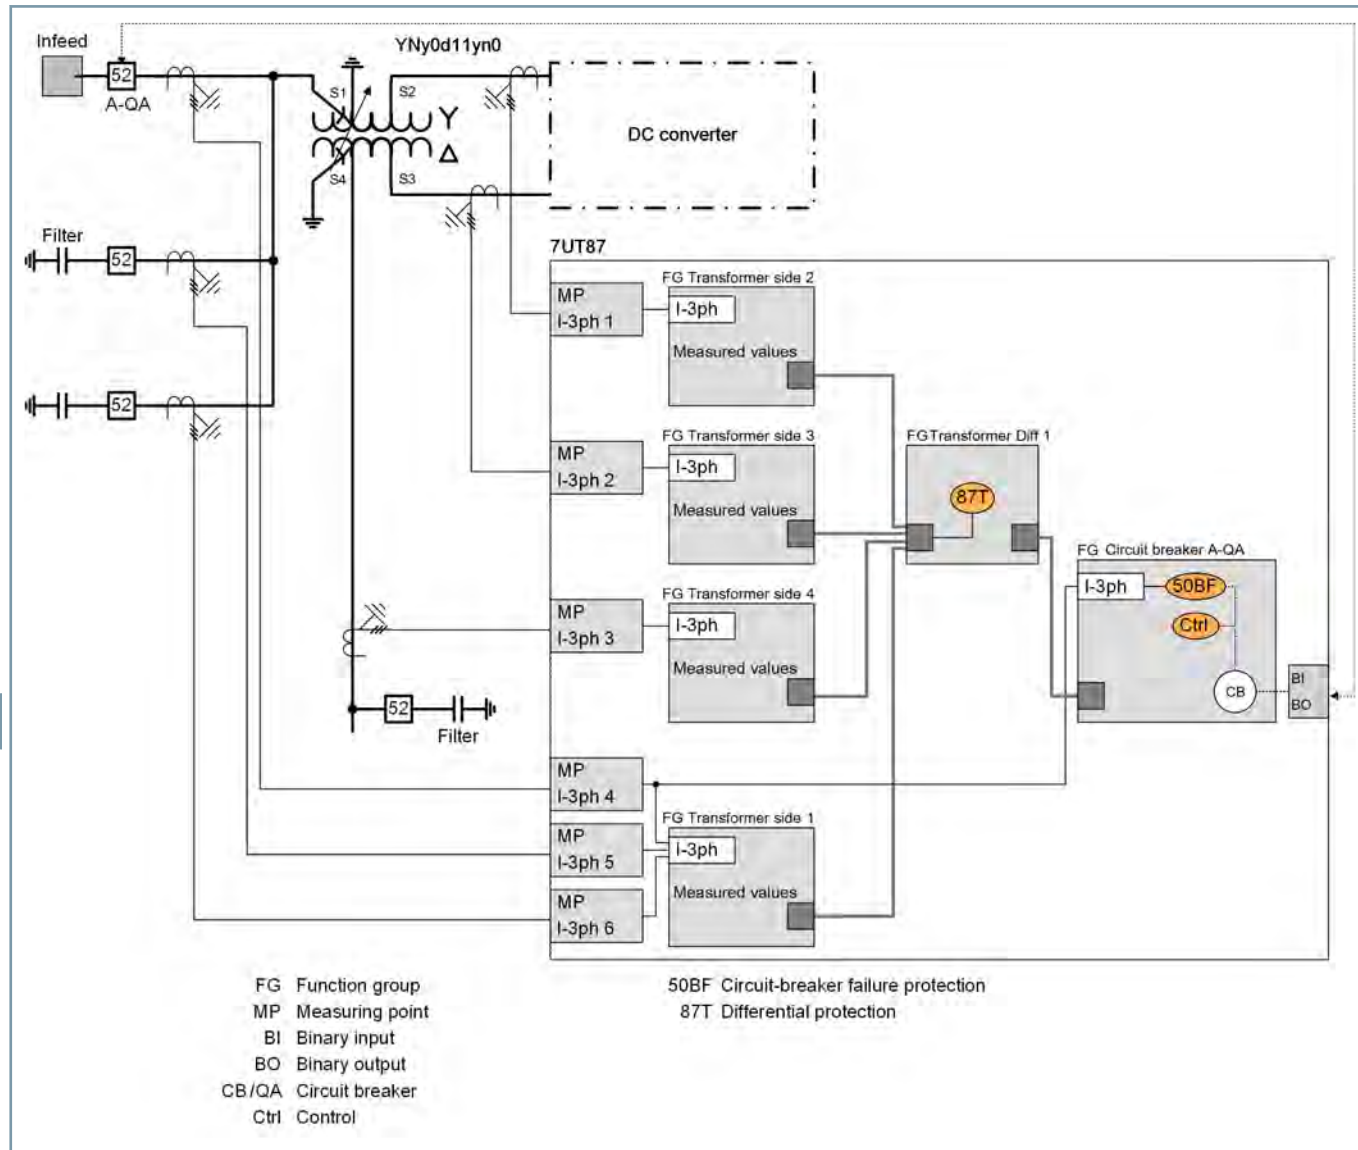 Infeed
52
A-QA
YNy0d11yn0
S1
S2
Y
Δ
S4
S3
DC converter
Filter
52
52
7UT87
MP
I-3ph 1
FG Transformer side 2
I-3ph
Measured values
MP
I-3ph 2
FG Transformer side 3
I-3ph
Measured values
FG Transformer Diff 1
87T
MP
I-3ph 3
FG Transformer side 4
I-3ph
Measured values
FG Circuit breaker A-QA
I-3ph
50BF
Ctrl
CB
BI
BO
52
Filter
MP
I-3ph 4
MP
I-3ph 5
MP
I-3ph 6
FG Transformer side 1
I-3ph
Measured values
FG Function group
MP Measuring point
BI Binary input
BO Binary output
CB/QA Circuit breaker
Ctrl Control
50BF Circuit-breaker failure protection
87T Differential protection